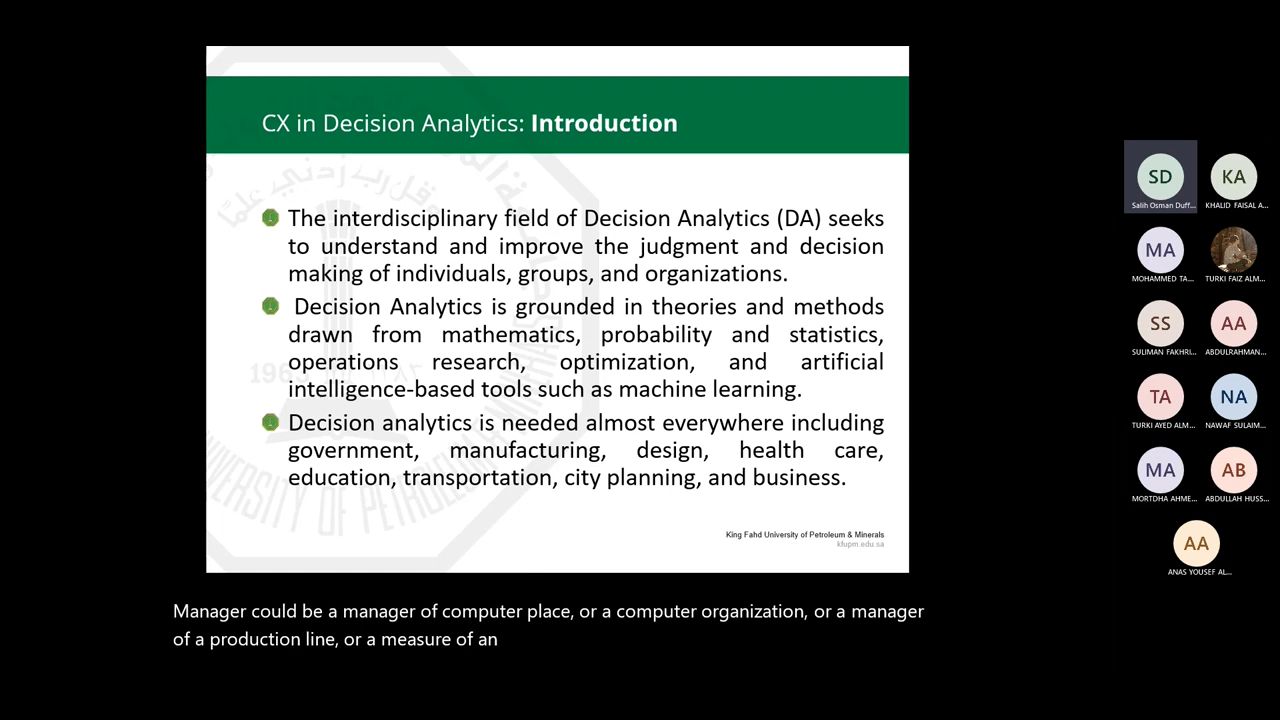 CX in Decision Analytics: Introduction
The interdisciplinary field of Decision Analytics (DA) seeks
to understand and improve the judgment and decision
making of individuals, groups, and organizations.
Decision Analytics is grounded in theories and methods
drawn from mathematics, probability and statistics,
operations research, optimization, and artificial
intelligence-based tools such as machine learning.
Decision analytics is needed almost everywhere including
government, manufacturing, design, health care,
education, transportation, city planning, and business.
King Fahd University of Petroleum & Minerals
kfupm.edu.sa
Manager could be a manager of computer place, or a computer organization, or a manager
of a production line, or a measure of an
SD
KA
Salih Osman Duff...
KHALID FAISAL A...
MA
MOHAMMED TA...
TURKI FAIZ ALM...
SS
AA
SULIMAN FAKHRI...
ABDULRAHMAN...
TA
NA
TURKI AYED ALM...
NAWAF SULAIM...
MA
AB
MORTDHA AHME...
ABDULLAH HUSS...
AA
ANAS YOUSEF AL...